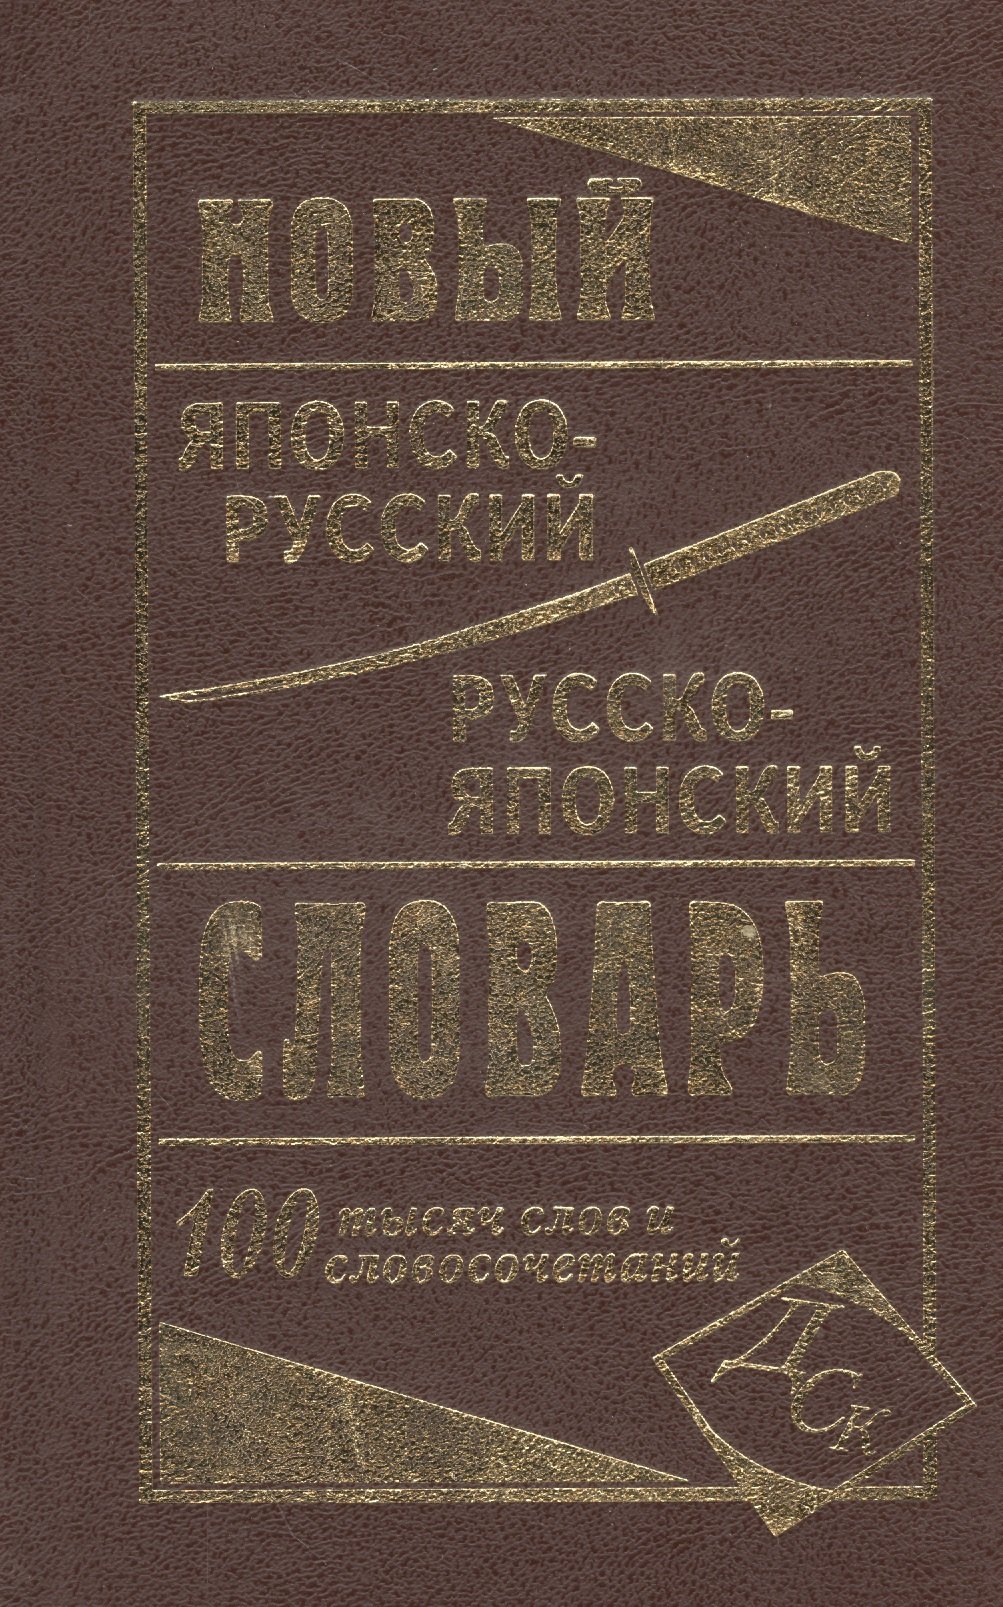 НОВЫЙ
ЯПОНСКО-
РУССКИЙ
РУССКО-
ЯПОНСКИЙ
СЛОВАРЬ
100 тысяч слов и
словосочетаний
ДСК